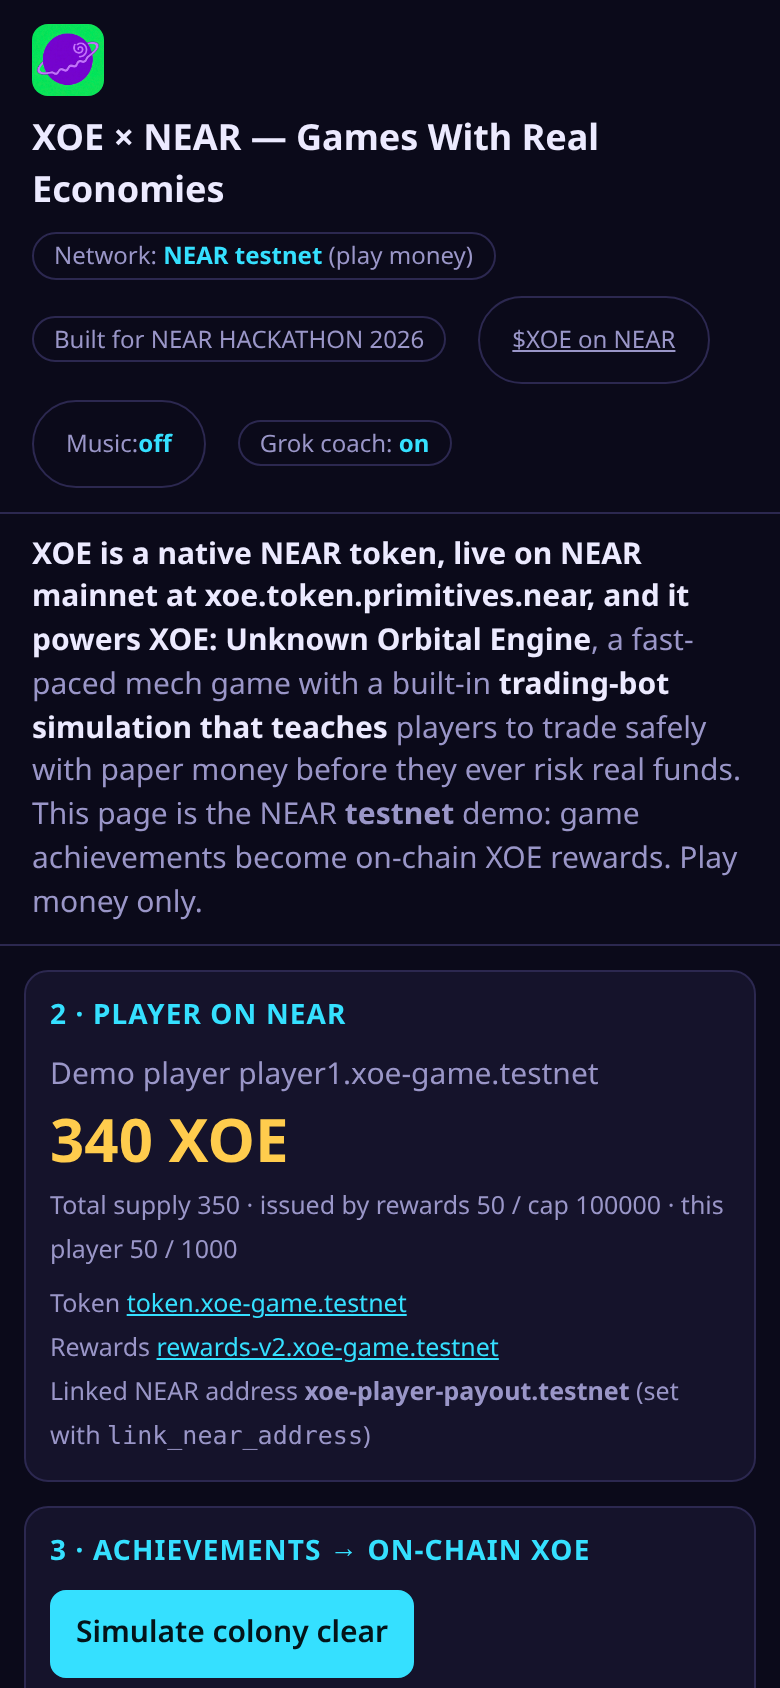 XOE × NEAR — Games With Real
Economies
Network: NEAR testnet (play money)
Built for NEAR HACKATHON 2026
$XOE on NEAR
Music:off
Grok coach: on
XOE is a native NEAR token, live on NEAR
mainnet at xoe.token.primitives.near, and it
powers XOE: Unknown Orbital Engine, a fast-
paced mech game with a built-in trading-bot
simulation that teaches players to trade safely
with paper money before they ever risk real funds.
This page is the NEAR testnet demo: game
achievements become on-chain XOE rewards. Play
money only.
2 · PLAYER ON NEAR
Demo player player1.xoe-game.testnet
340 XOE
Total supply 350 · issued by rewards 50 / cap 100000 · this
player 50 / 1000
Token token.xoe-game.testnet
Rewards rewards-v2.xoe-game.testnet
Linked NEAR address xoe-player-payout.testnet (set
with link_near_address)
3 · ACHIEVEMENTS → ON-CHAIN XOE
Simulate colony clear